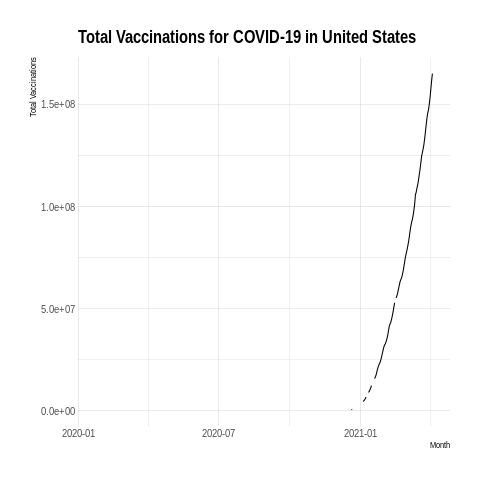 Total Vaccinations for COVID-19 in United States
Total Vaccinations
1.5e+08
1.0e+08
5.0e+07
0.0e+00
2020-01 2020-07 2021-01
Month